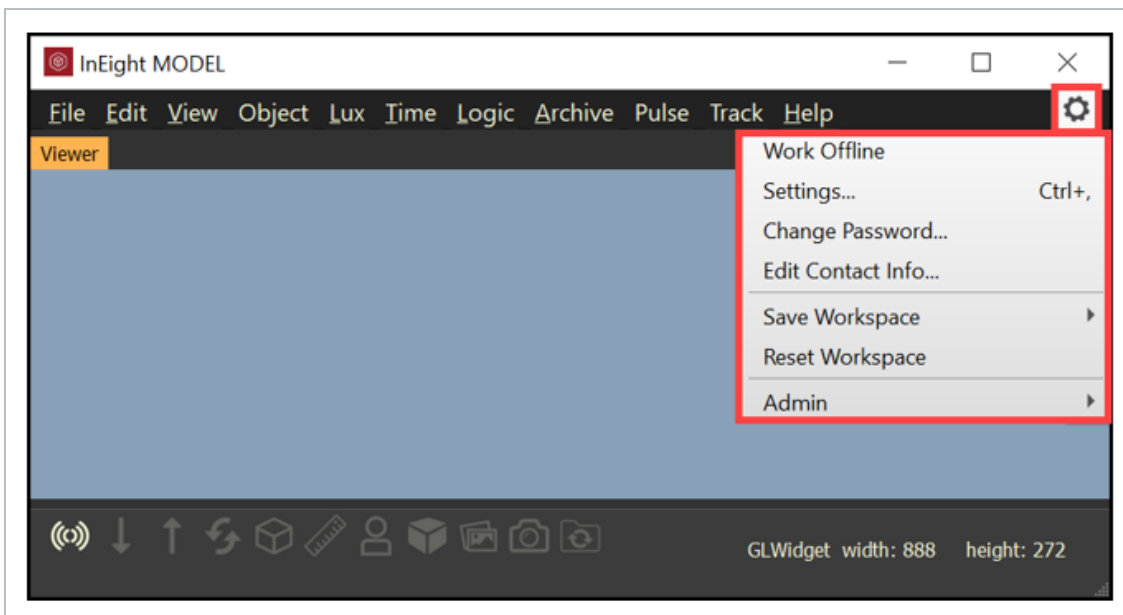 InEight MODEL
File Edit View Object Lux Time Logic Archive Pulse Track Help
Viewer
Work Offline
Settings... Ctrl+,
Change Password...
Edit Contact Info...
Save Workspace
Reset Workspace
Admin
GLWidget width: 888 height: 272